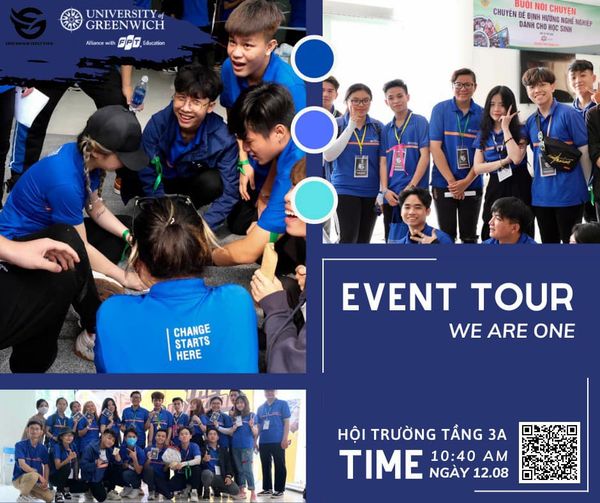 UNIVERSITY of
GREENWICH
Alliance with FPT Education
BUỔI NÓI CHUYỆN
CHUYÊN ĐỀ ĐỊNH HƯỚNG NGHỀ NGHIỆP
DÀNH CHO HỌC SINH
CHANGE
STARTS
HERE
EVENT TOUR
WE ARE ONE
HỘI TRƯỜNG TẦNG 3A
TIME
10:40 AM
NGÀY 12.08